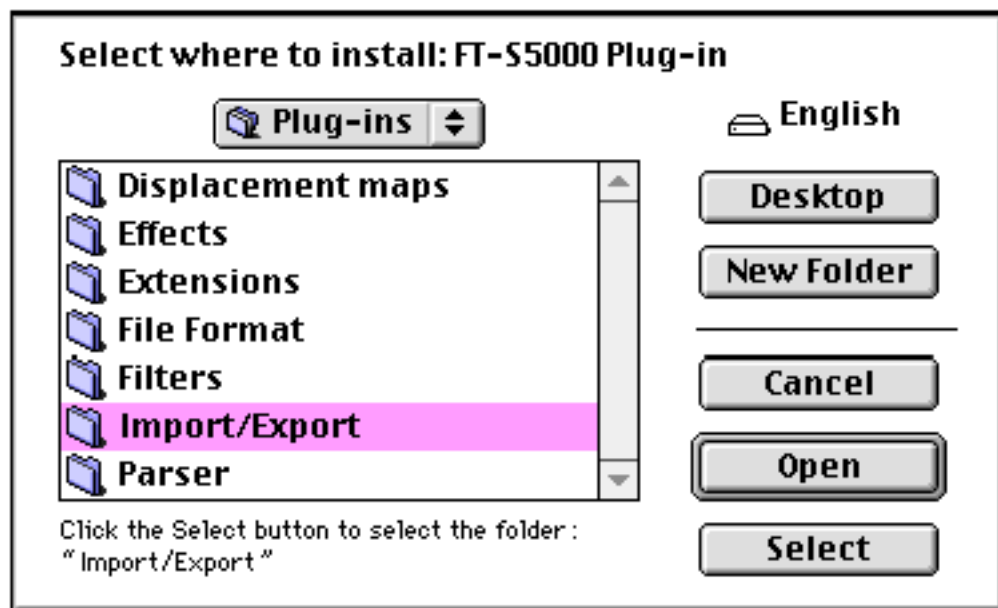 Select where to install: FT-S5000 Plug-in
Plug-ins
English
Displacement maps
Effects
Extensions
File Format
Filters
Import/Export
Parser
Desktop
New Folder
Cancel
Open
Select
Click the Select button to select the folder:
"Import/Export"